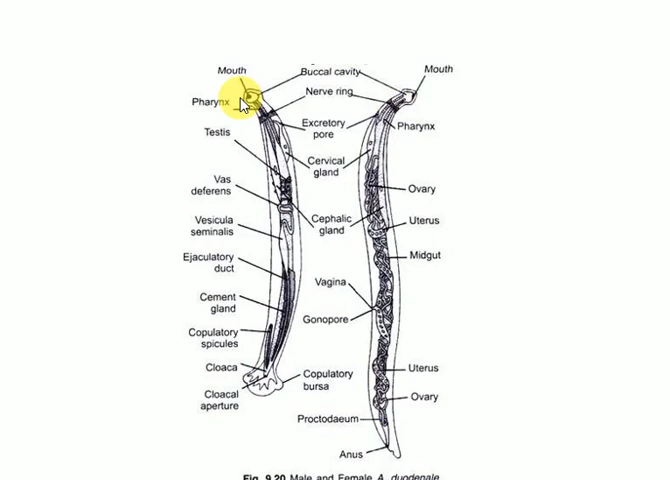 Mouth
Buccal cavity
Mouth
Nerve ring
Pharynx
Excretory
pore
Pharynx
Testis
Cervical
gland
Vas
deferens
Ovary
Vesicula
seminalis
Cephalic
gland
Uterus
Ejaculatory
duct
Midgut
Vagina
Cement
gland
Gonopore
Copulatory
spicules
Cloaca
Copulatory
bursa
Uterus
Cloacal
aperture
Ovary
Proctodaeum
Anus
Fig. 9.20 Male and Female A. duodenale